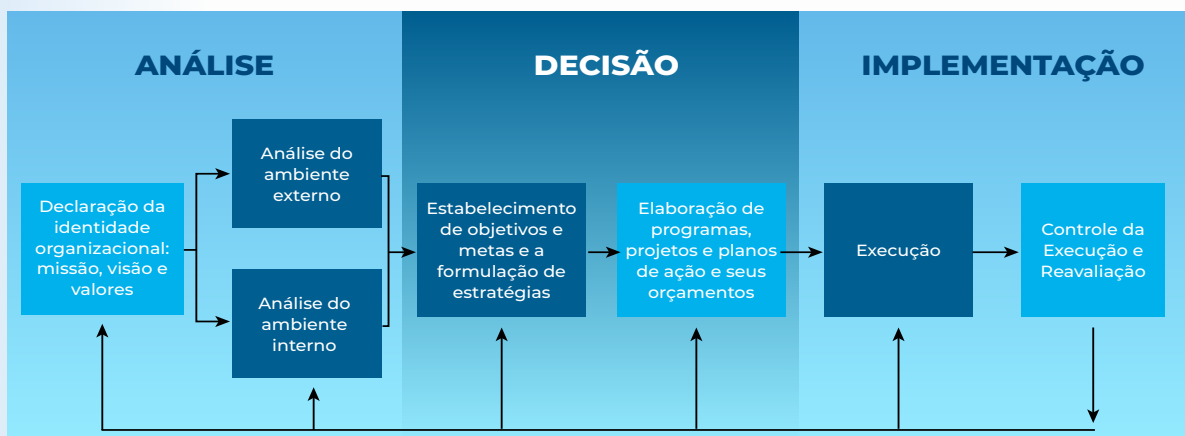 ANÁLISE
DECISÃO
IMPLEMENTAÇÃO
Declaração da
identidade
organizacional:
missão, visão e
valores
Análise do
ambiente
externo
Análise do
ambiente
interno
Estabelecimento
de objetivos e
metas e a
formulação de
estratégias
Elaboração de
programas,
projetos e planos
de ação e seus
orçamentos
Execução
Controle da
Execução e
Reavaliação